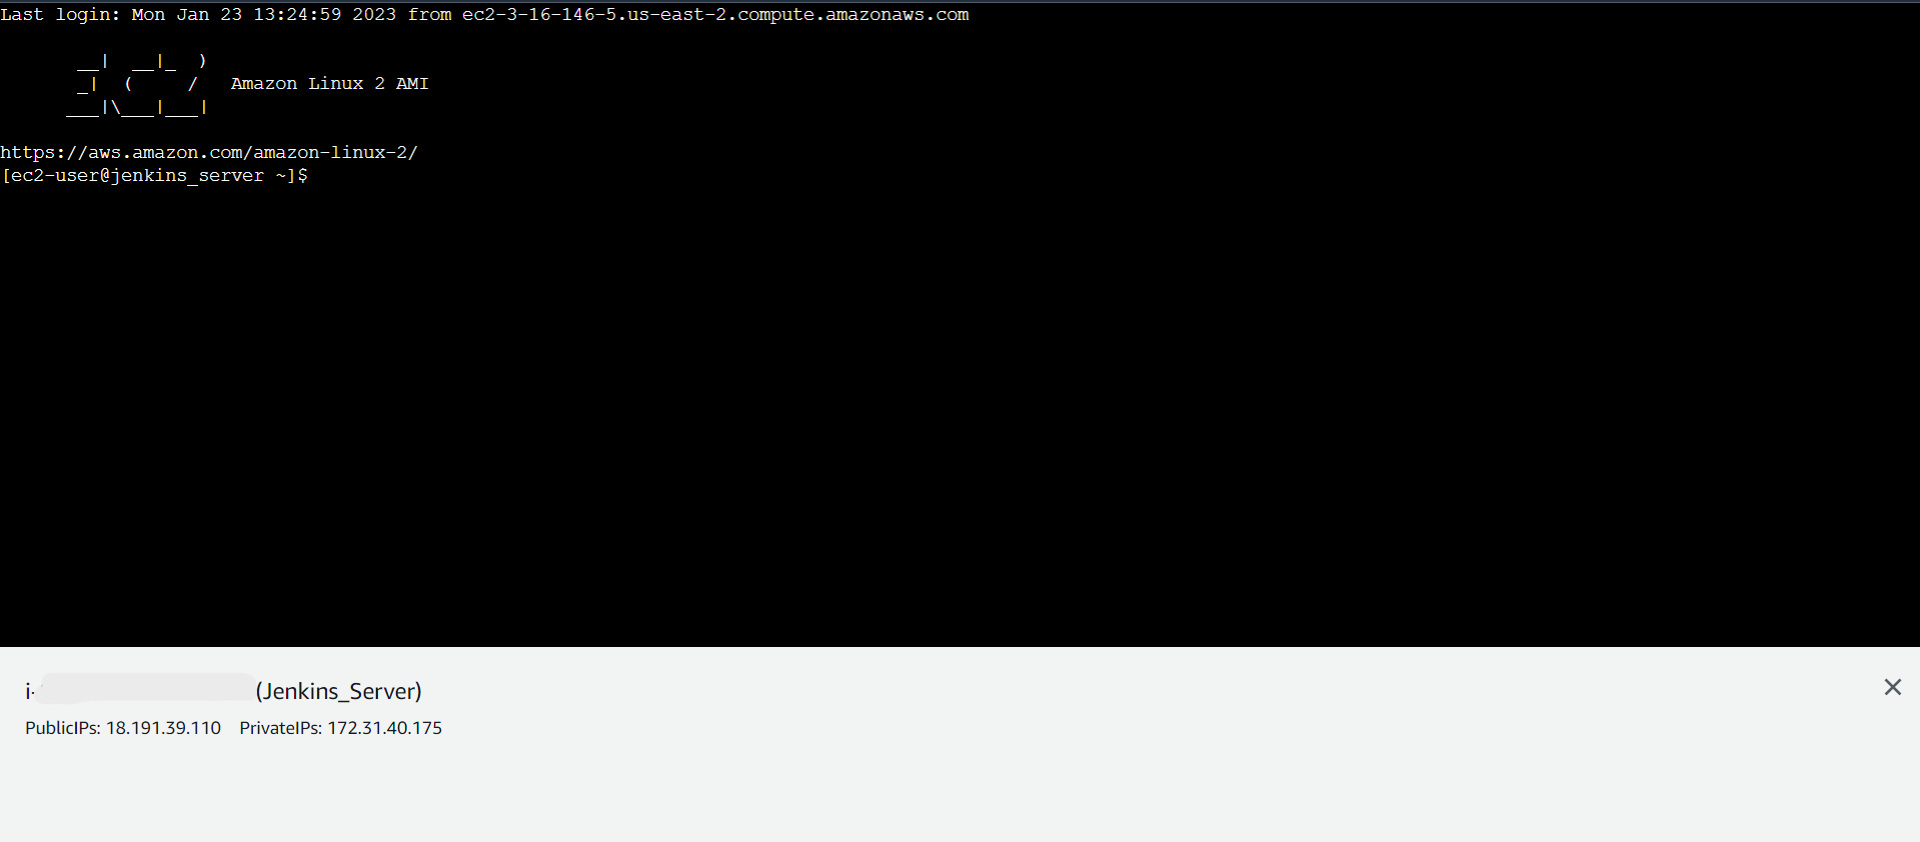 Last login: Mon Jan 23 13:24:59 2023 from ec2-3-16-146-5.us-east-2.compute.amazonaws.com
       __|  __|_  )
       _|  (     /   Amazon Linux 2 AMI
      ___|\___|___|
https://aws.amazon.com/amazon-linux-2/
[ec2-user@jenkins_server ~]$
i- (Jenkins_Server)
PublicIPs: 18.191.39.110 PrivateIPs: 172.31.40.175